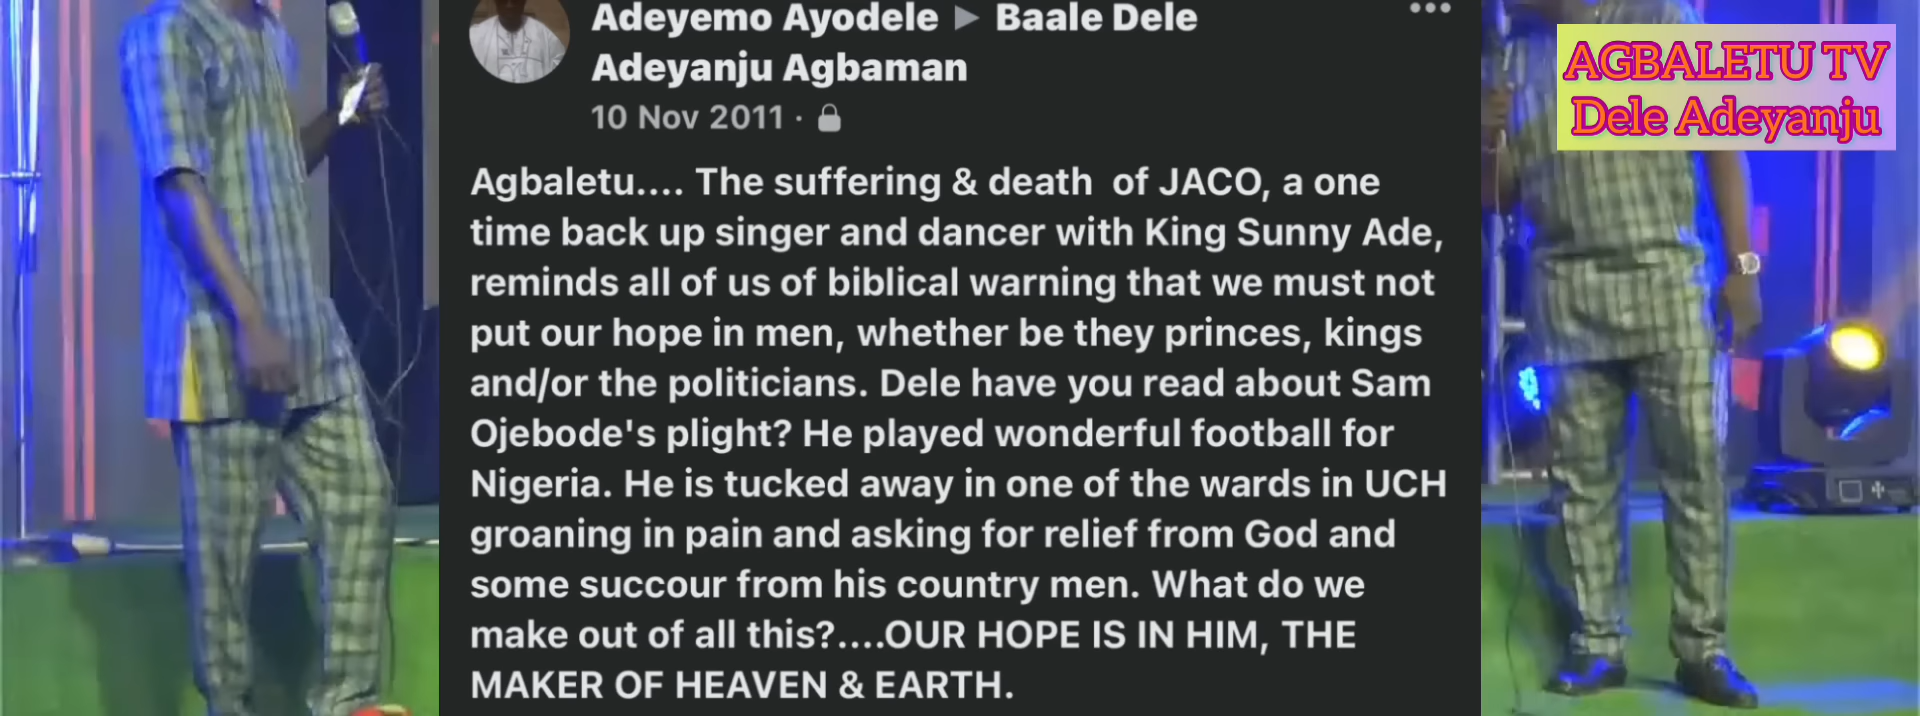 Adeyemo Ayodele ▶ Baale Dele
Adeyanju Agbaman
10 Nov 2011 ·
Agbaletu.... The suffering & death of JACO, a one
time back up singer and dancer with King Sunny Ade,
reminds all of us of biblical warning that we must not
put our hope in men, whether be they princes, kings
and/or the politicians. Dele have you read about Sam
Ojebode's plight? He played wonderful football for
Nigeria. He is tucked away in one of the wards in UCH
groaning in pain and asking for relief from God and
some succour from his country men. What do we
make out of all this?....OUR HOPE IS IN HIM, THE
MAKER OF HEAVEN & EARTH.
AGBALETU TV
Dele Adeyanju